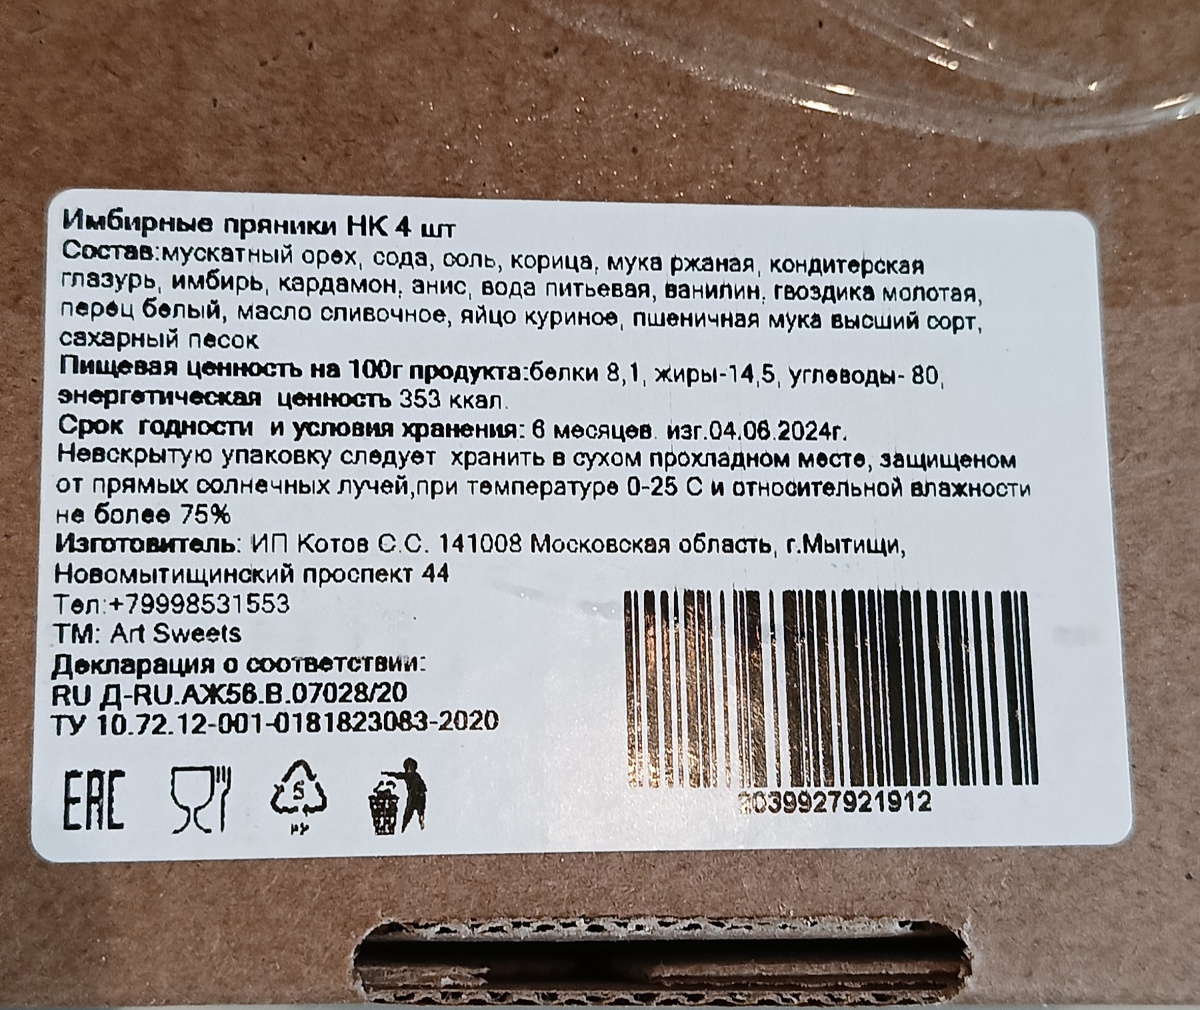 Имбирные пряники НК 4 шт
Состав:мускатный орех, сода, соль, корица, мука ржаная, кондитерская
глазурь, имбирь, кардамон, анис, вода питьевая, ванилин, гвоздика молотая,
перец белый, масло сливочное, яйцо куриное, пшеничная мука высший сорт,
сахарный песок
Пищевая ценность на 100г продукта:белки 8,1, жиры-14,5, углеводы- 80,
энергетическая ценность 353 ккал.
Срок годности и условия хранения: 6 месяцев. изг.04.06.2024г.
Невскрытую упаковку следует хранить в сухом прохладном месте, защищеном
от прямых солнечных лучей,при температуре 0-25 С и относительной влажности
не более 75%
Изготовитель: ИП Котов С.С. 141008 Московская область, г.Мытищи,
Новомытищинский проспект 44
Тел:+79998531553
ТМ: Art Sweets
Декларация о соответствии:
RU Д-RU.АЖ56.В.07028/20
ТУ 10.72.12-001-0181823083-2020
ЕАС
5
2039927921912